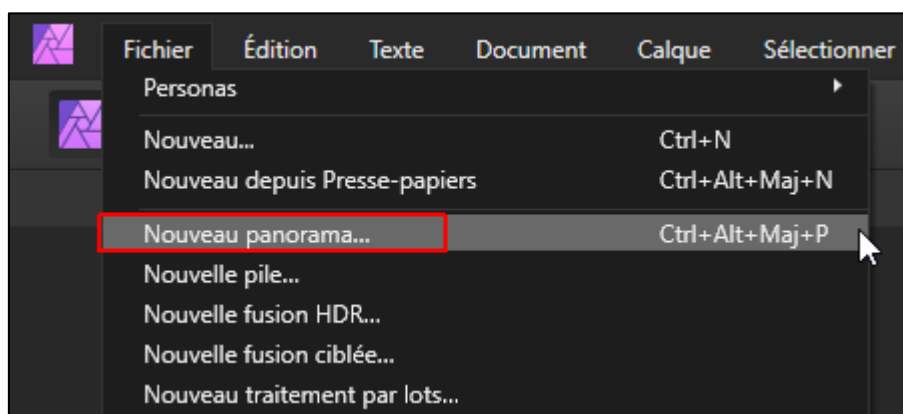 Fichier Édition Texte Document Calque Sélectionner
Personas
Nouveau... Ctrl+N
Nouveau depuis Presse-papiers Ctrl+Alt+Maj+N
Nouveau panorama... Ctrl+Alt+Maj+P
Nouvelle pile...
Nouvelle fusion HDR...
Nouvelle fusion ciblée...
Nouveau traitement par lots...